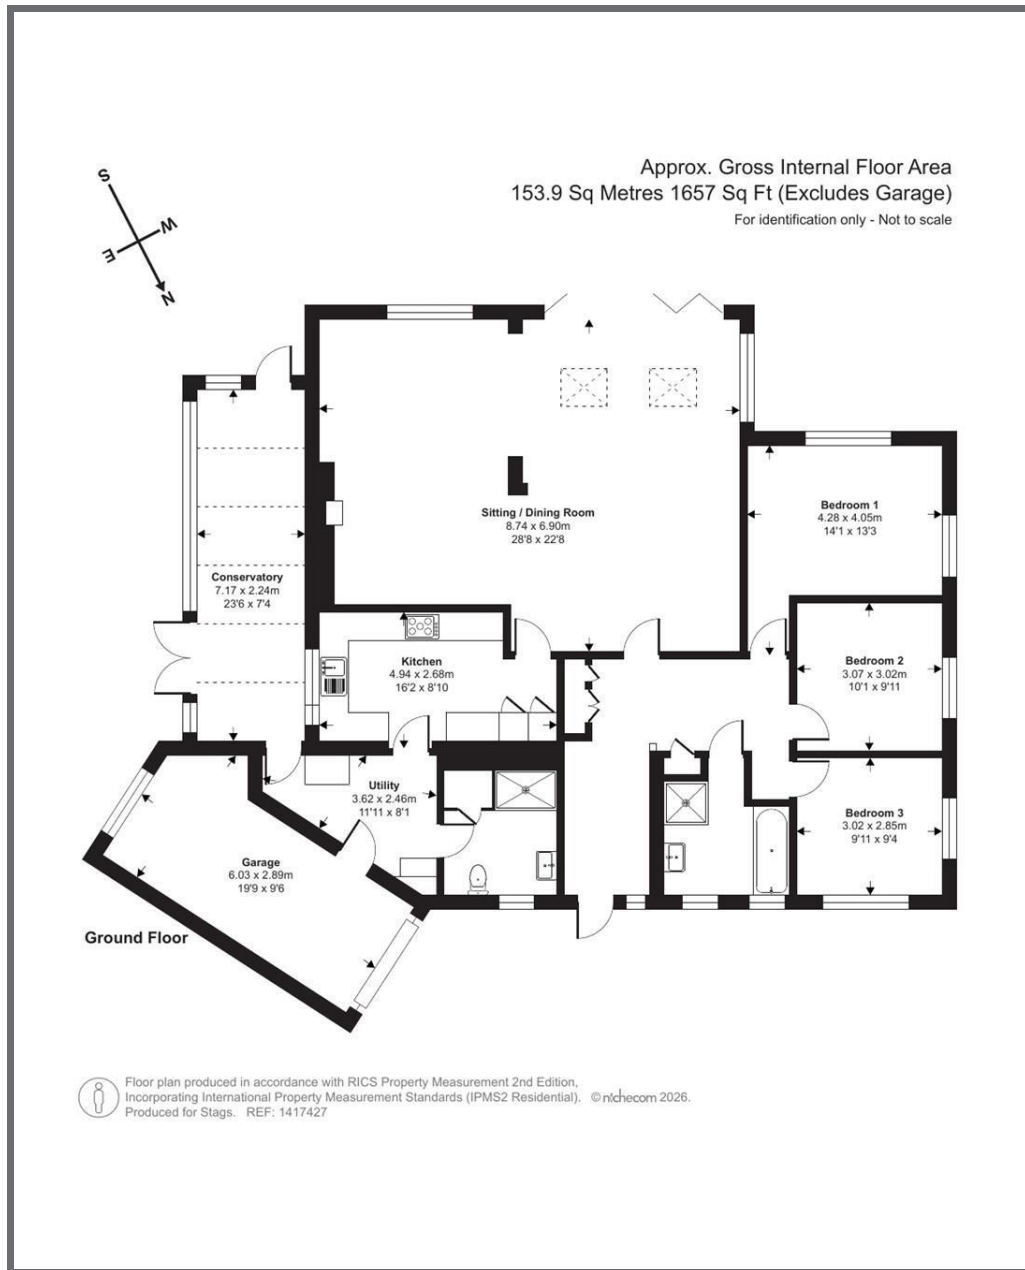 Approx. Gross Internal Floor Area
153.9 Sq Metres 1657 Sq Ft (Excludes Garage)
For identification only - Not to scale
S
W
E
N
Sitting / Dining Room
8.74 x 6.90m
28'8 x 22'8
Bedroom 1
4.28 x 4.05m
14'1 x 13'3
Conservatory
7.17 x 2.24m
23'6 x 7'4
Kitchen
4.94 x 2.68m
16'2 x 8'10
Bedroom 2
3.07 x 3.02m
10'1 x 9'11
Utility
3.62 x 2.46m
11'11 x 8'1
Bedroom 3
3.02 x 2.85m
9'11 x 9'4
Garage
6.03 x 2.89m
19'9 x 9'6
Ground Floor
Floor plan produced in accordance with RICS Property Measurement 2nd Edition,
Incorporating International Property Measurement Standards (IPMS2 Residential). © nichecom 2026.
Produced for Stags. REF: 1417427